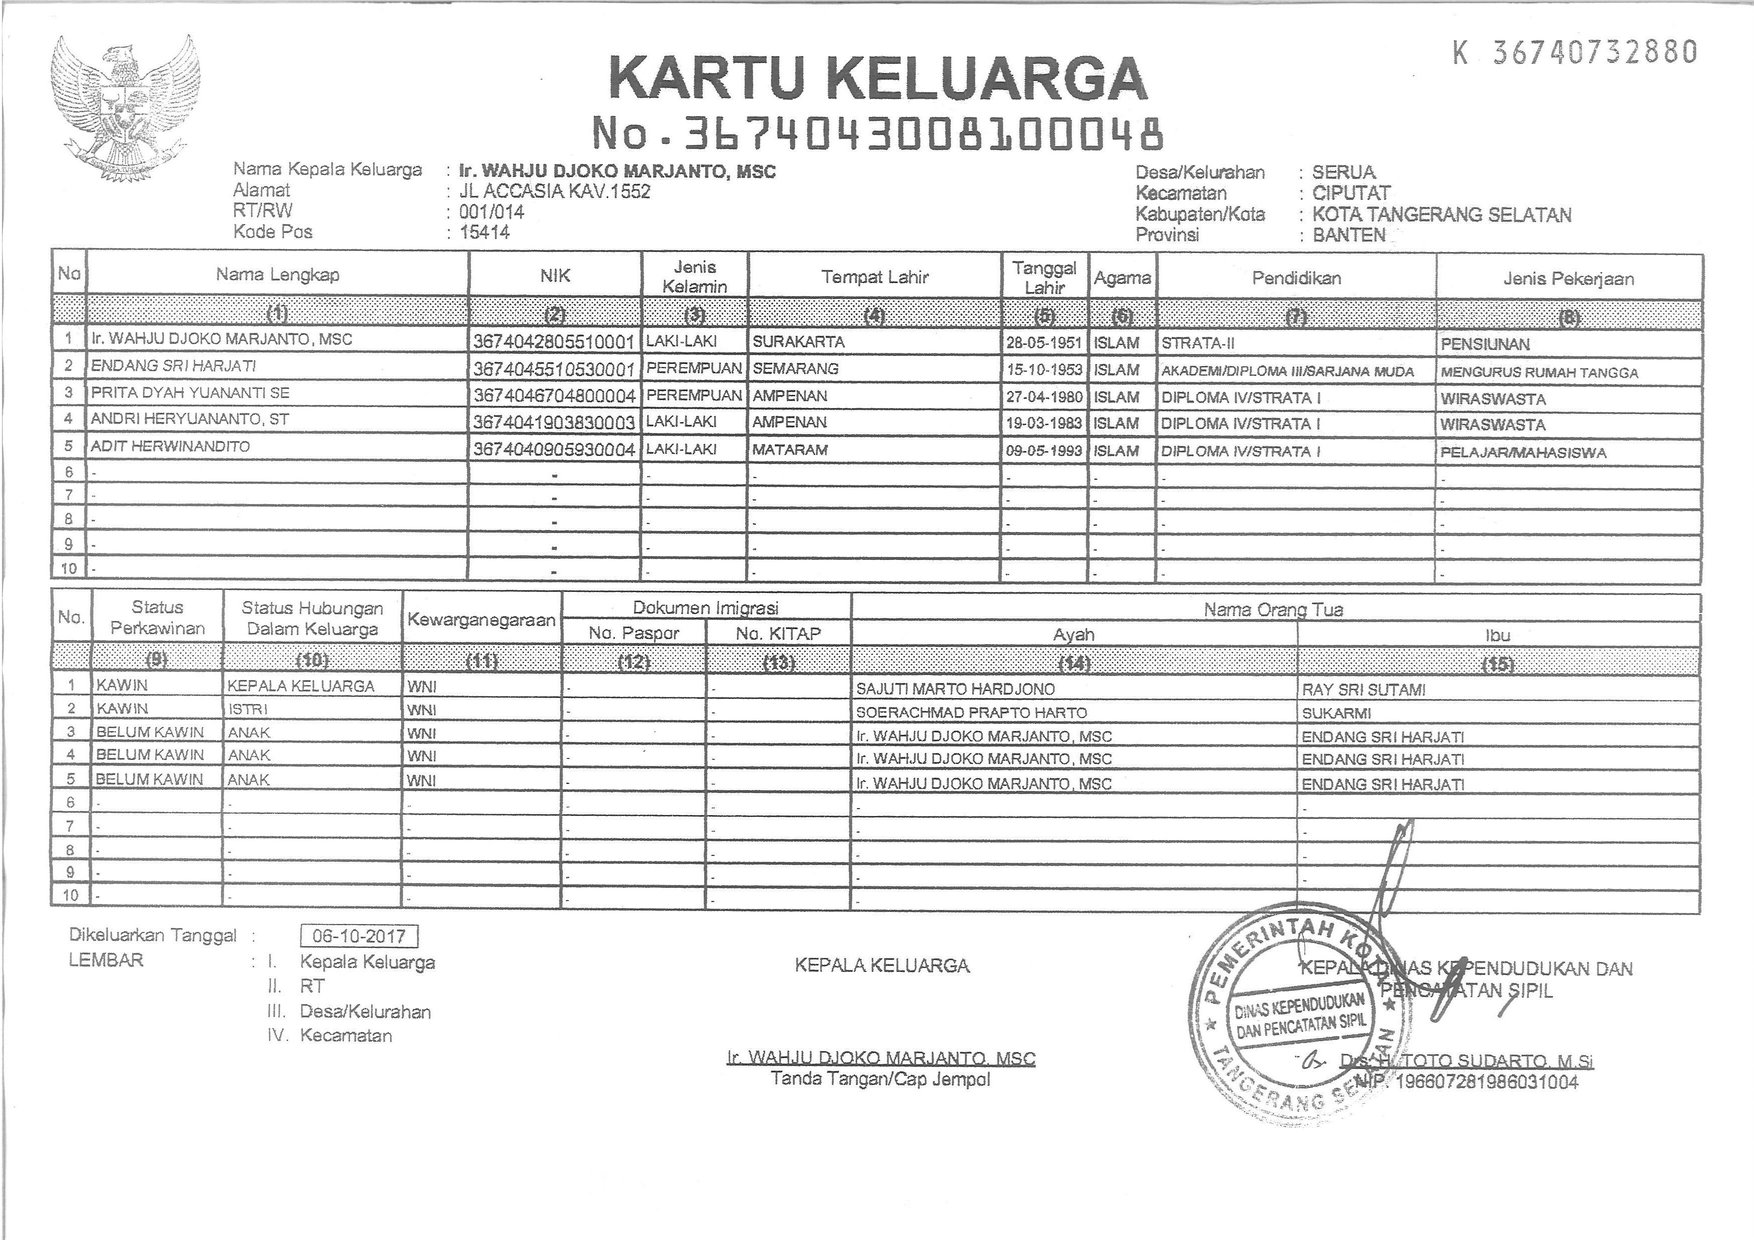 K 36740732880
KARTU KELUARGA
No. 3674043008100048
Nama Kepala Keluarga : Ir. WAHJU DJOKO MARJANTO, MSC
Alamat : JL ACCASIA KAV.1552
RT/RW : 001/014
Kode Pos : 15414
Desa/Kelurahan : SERUA
Kecamatan : CIPUTAT
Kabupaten/Kota : KOTA TANGERANG SELATAN
Provinsi : BANTEN
No Nama Lengkap NIK Jenis Kelamin Tempat Lahir Tanggal Lahir Agama Pendidikan Jenis Pekerjaan
(1) (2) (3) (4) (5) (6) (7) (8)
1 Ir. WAHJU DJOKO MARJANTO, MSC 3674042805510001 LAKI-LAKI SURAKARTA 28-05-1951 ISLAM STRATA-II PENSIUNAN
2 ENDANG SRI HARJATI 3674045510530001 PEREMPUAN SEMARANG 15-10-1953 ISLAM AKADEMI/DIPLOMA III/SARJANA MUDA MENGURUS RUMAH TANGGA
3 PRITA DYAH YUANANTI SE 3674046704800004 PEREMPUAN AMPENAN 27-04-1980 ISLAM DIPLOMA IV/STRATA I WIRASWASTA
4 ANDRI HERYUANANTO, ST 3674041903830003 LAKI-LAKI AMPENAN 19-03-1983 ISLAM DIPLOMA IV/STRATA I WIRASWASTA
5 ADIT HERWINANDITO 3674040905930004 LAKI-LAKI MATARAM 09-05-1993 ISLAM DIPLOMA IV/STRATA I PELAJAR/MAHASISWA
6 - - - - - - - -
7 - - - - - - - -
8 - - - - - - - -
9 - - - - - - - -
10 - - - - - - - -
No. Status Perkawinan Status Hubungan Dalam Keluarga Kewarganegaraan Dokumen Imigrasi Nama Orang Tua
No. Paspor No. KITAP Ayah Ibu
(9) (10) (11) (12) (13) (14) (15)
1 KAWIN KEPALA KELUARGA WNI - - SAJUTI MARTO HARDJONO RAY SRI SUTAMI
2 KAWIN ISTRI WNI - - SOERACHMAD PRAPTO HARTO SUKARMI
3 BELUM KAWIN ANAK WNI - - Ir. WAHJU DJOKO MARJANTO, MSC ENDANG SRI HARJATI
4 BELUM KAWIN ANAK WNI - - Ir. WAHJU DJOKO MARJANTO, MSC ENDANG SRI HARJATI
5 BELUM KAWIN ANAK WNI - - Ir. WAHJU DJOKO MARJANTO, MSC ENDANG SRI HARJATI
6 - - - - - - -
7 - - - - - - -
8 - - - - - - -
9 - - - - - - -
10 - - - - - - -
Dikeluarkan Tanggal : 06-10-2017
LEMBAR : I. Kepala Keluarga
II. RT
III. Desa/Kelurahan
IV. Kecamatan
KEPALA KELUARGA
Ir. WAHJU DJOKO MARJANTO, MSC
Tanda Tangan/Cap Jempol
KEPALA DINAS KEPENDUDUKAN DAN
PENCATATAN SIPIL
Drs. H. TOTO SUDARTO, M.Si
NIP. 196607281986031004
PEMERINTAH KOTA
DINAS KEPENDUDUKAN
DAN PENCATATAN SIPIL
TANGERANG SELATAN